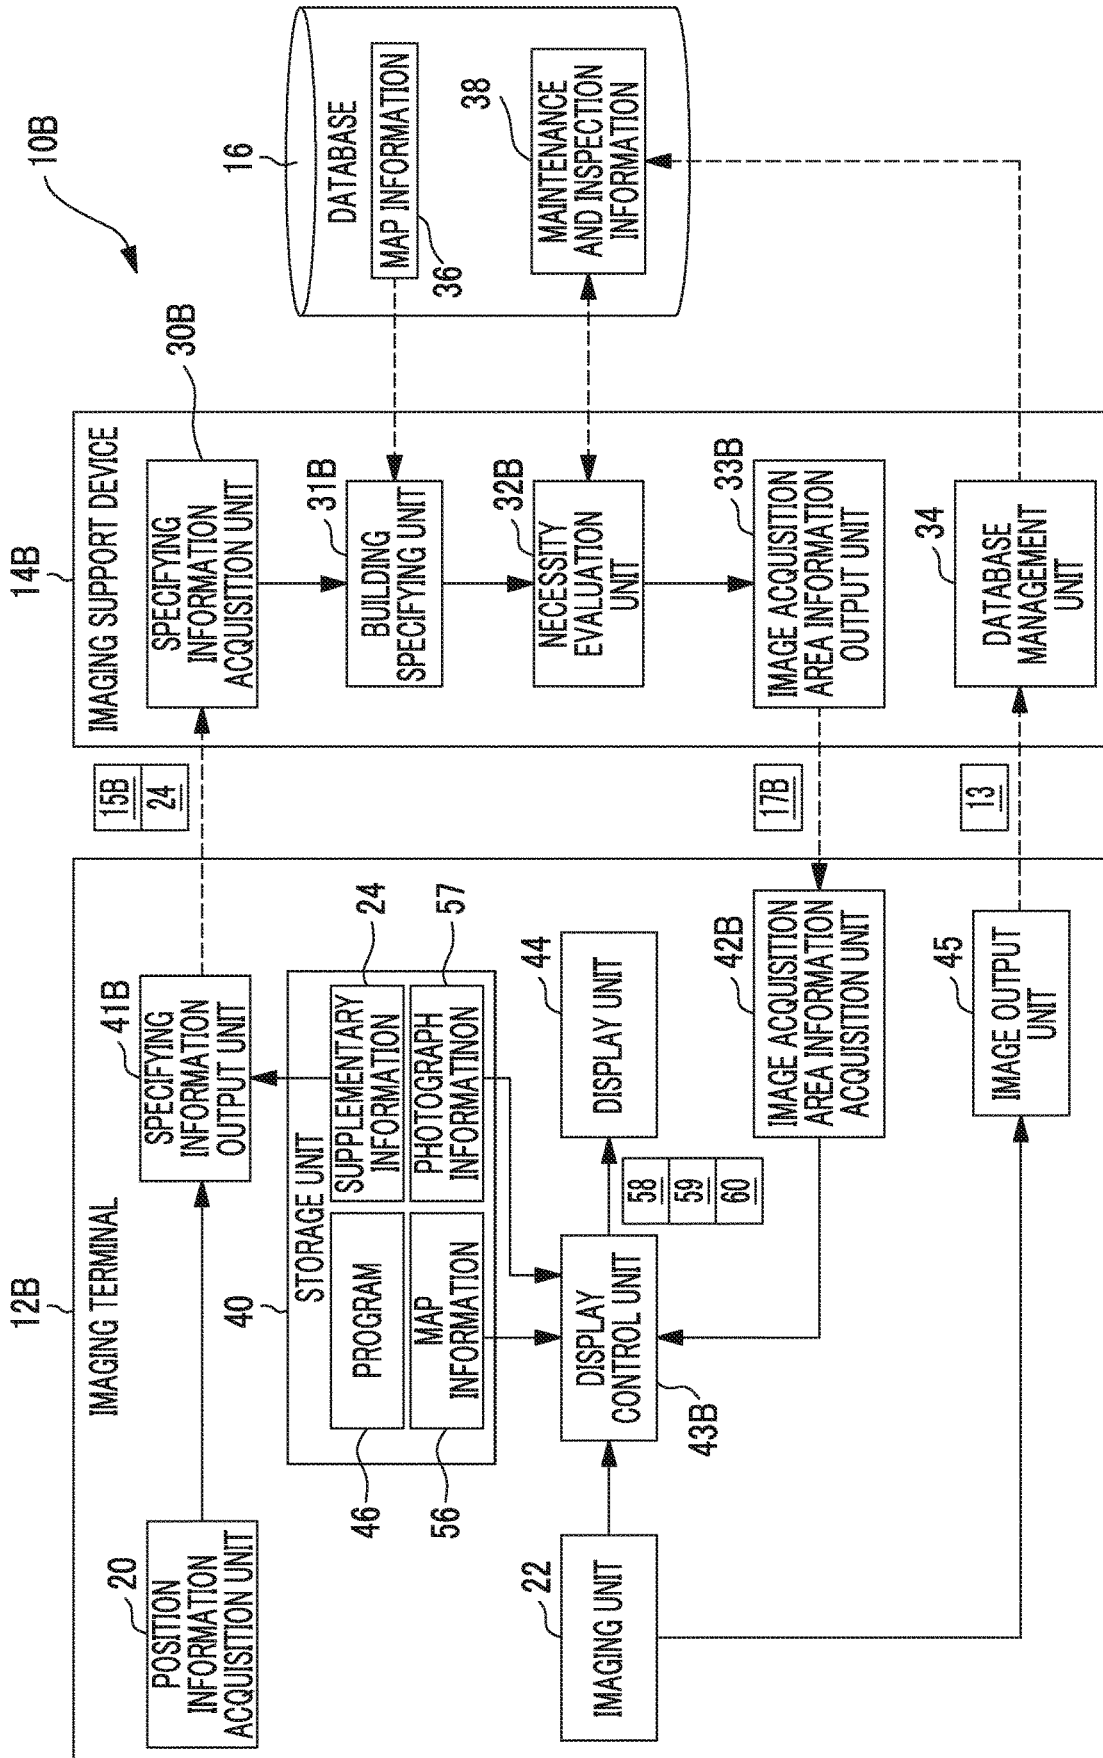 10B
12B
IMAGING TERMINAL
20
POSITION
INFORMATION
ACQUISITION UNIT
41B
SPECIFYING
INFORMATION
OUTPUT UNIT
40
STORAGE UNIT
46
PROGRAM
24
SUPPLEMENTARY
INFORMATION
56
MAP
INFORMATION
57
PHOTOGRAPH
INFORMATINON
22
IMAGING UNIT
43B
DISPLAY
CONTROL UNIT
58
59
60
44
DISPLAY UNIT
42B
IMAGE ACQUISITION
AREA INFORMATION
ACQUISITION UNIT
45
IMAGE OUTPUT
UNIT
15B
24
17B
13
14B
IMAGING SUPPORT DEVICE
30B
SPECIFYING
INFORMATION
ACQUISITION UNIT
31B
BUILDING
SPECIFYING UNIT
32B
NECESSITY
EVALUATION
UNIT
33B
IMAGE ACQUISITION
AREA INFORMATION
OUTPUT UNIT
34
DATABASE
MANAGEMENT
UNIT
16
DATABASE
MAP INFORMATION
36
38
MAINTENANCE
AND INSPECTION
INFORMATION